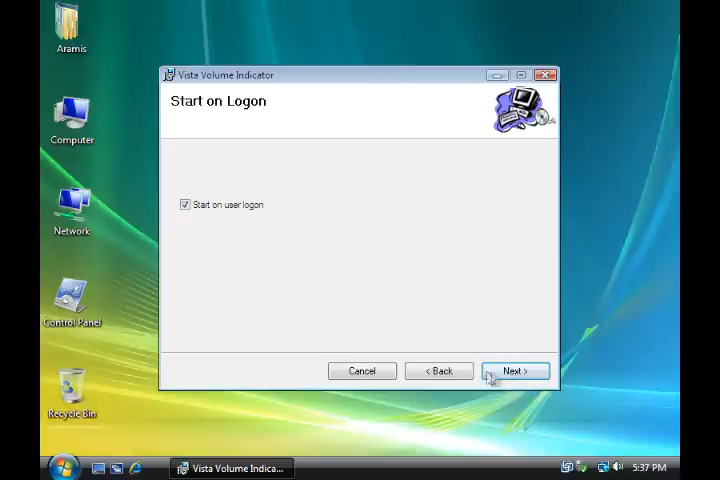 Aramis
Computer
Network
Control Panel
Recycle Bin
Vista Volume Indicator
Start on Logon
Start on user logon
Cancel
< Back
Next >
Vista Volume Indica...
5:37 PM